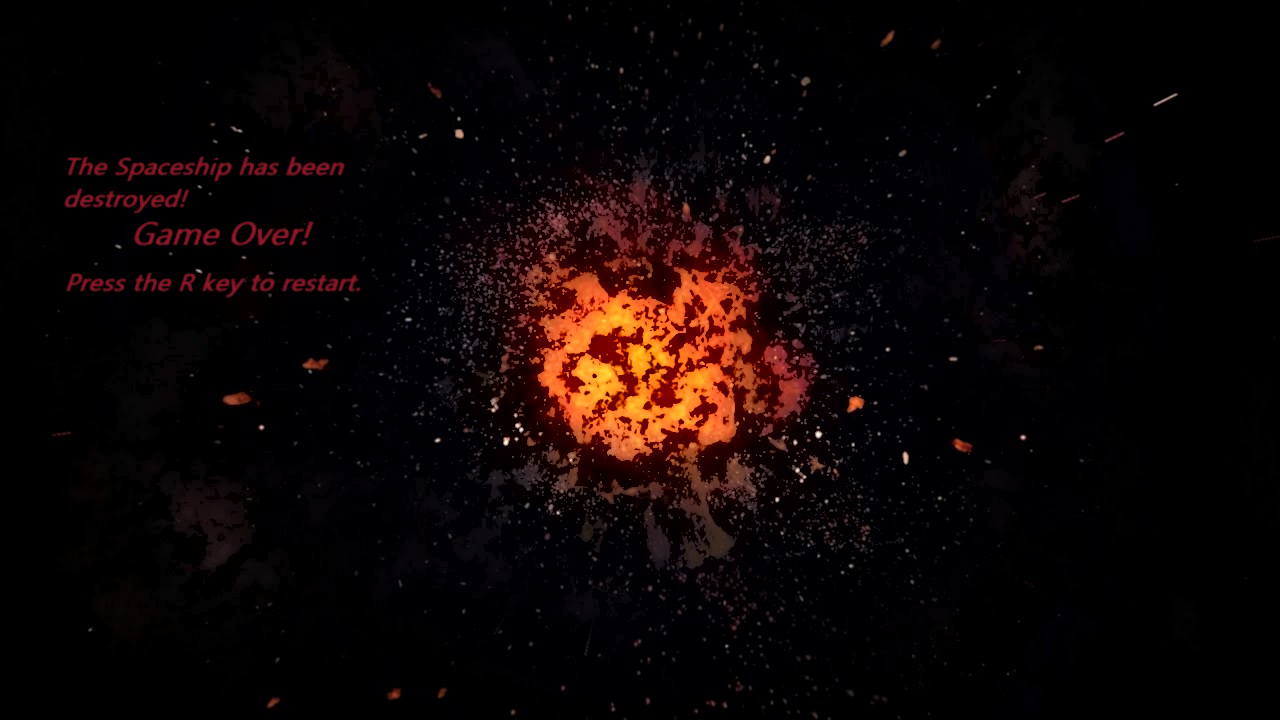 The Spaceship has been
destroyed!
Game Over!
Press the R key to restart.